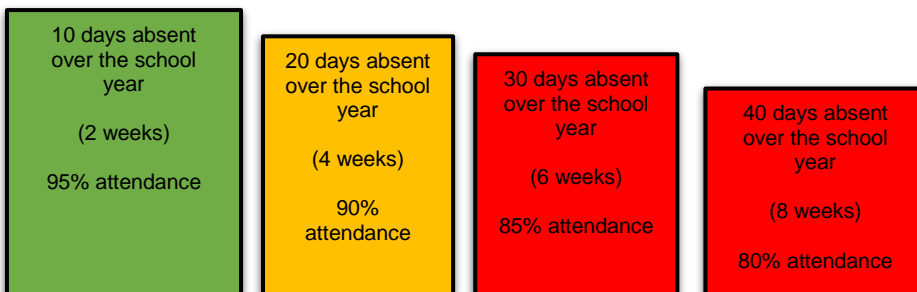 10 days absent
over the school
year
(2 weeks)
95% attendance
20 days absent
over the school
year
(4 weeks)
90%
attendance
30 days absent
over the school
year
(6 weeks)
85% attendance
40 days absent
over the school
year
(8 weeks)
80% attendance